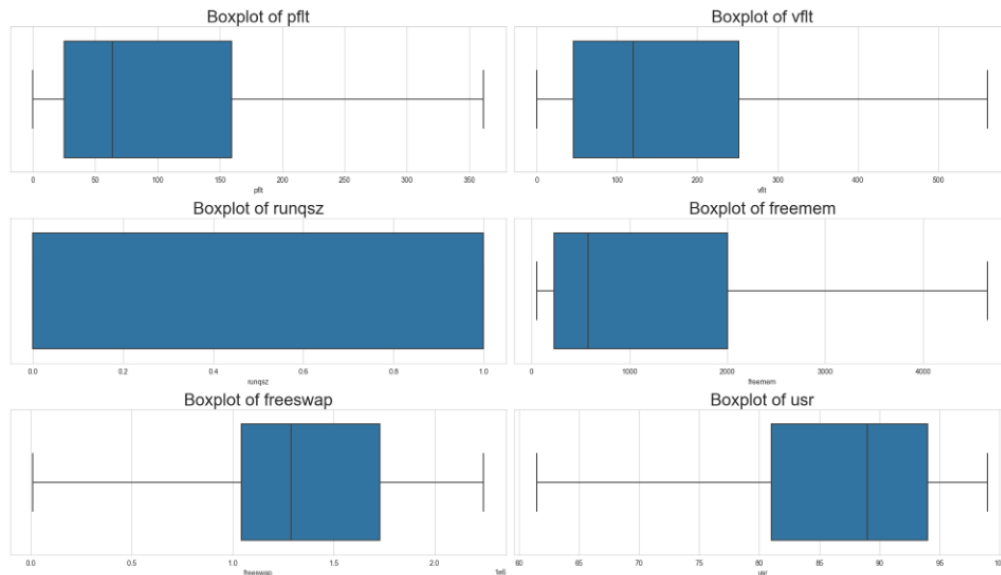 Boxplot of pflt
0 50 100 150 200 250 300 350
pflt
Boxplot of vflt
0 100 200 300 400 500
vflt
Boxplot of runqsz
0.0 0.2 0.4 0.6 0.8 1.0
runqsz
Boxplot of freemem
0 1000 2000 3000 4000
freemem
Boxplot of freeswap
0.0 0.5 1.0 1.5 2.0
1e6
freeswap
Boxplot of usr
60 65 70 75 80 85 90 95 100
usr